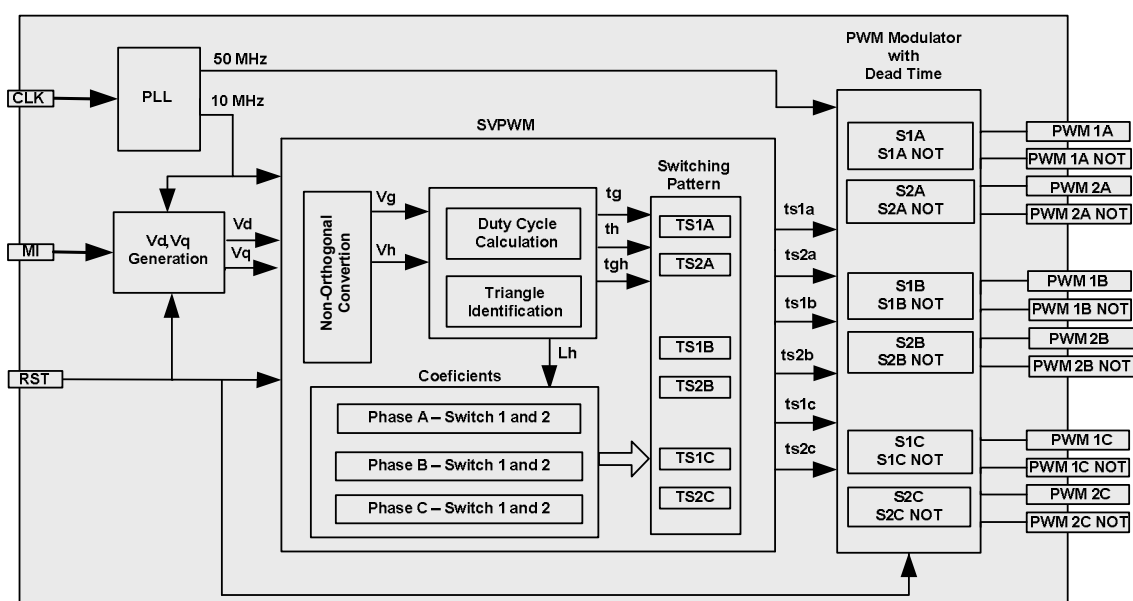 CLK
MI
RST
PLL
50 MHz
10 MHz
Vd,Vq
Generation
Vd
Vq
SVPWM
Non-Orthogonal
Convertion
Vg
Vh
Duty Cycle
Calculation
Triangle
Identification
Lh
tg
th
tgh
Coeficients
Phase A – Switch 1 and 2
Phase B – Switch 1 and 2
Phase C – Switch 1 and 2
Switching
Pattern
TS1A
TS2A
TS1B
TS2B
TS1C
TS2C
ts1a
ts2a
ts1b
ts2b
ts1c
ts2c
PWM Modulator
with
Dead Time
S1A
S1A NOT
S2A
S2A NOT
S1B
S1B NOT
S2B
S2B NOT
S1C
S1C NOT
S2C
S2C NOT
PWM 1A
PWM 1A NOT
PWM 2A
PWM 2A NOT
PWM 1B
PWM 1B NOT
PWM 2B
PWM 2B NOT
PWM 1C
PWM 1C NOT
PWM 2C
PWM 2C NOT